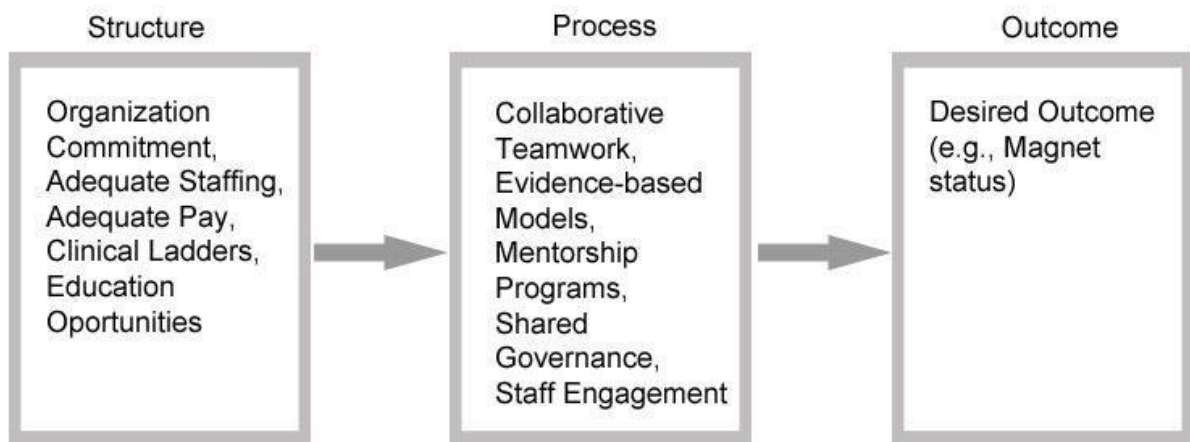 Structure
Organization
Commitment,
Adequate Staffing,
Adequate Pay,
Clinical Ladders,
Education
Oportunities
Process
Collaborative
Teamwork,
Evidence-based
Models,
Mentorship
Programs,
Shared
Governance,
Staff Engagement
Outcome
Desired Outcome
(e.g., Magnet
status)